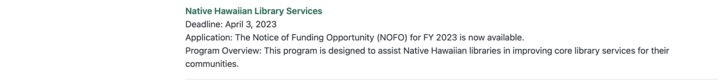 Native Hawaiian Library Services
Deadline: April 3, 2023
Application: The Notice of Funding Opportunity (NOFO) for FY 2023 is now available.
Program Overview: This program is designed to assist Native Hawaiian libraries in improving core library services for their
communities.